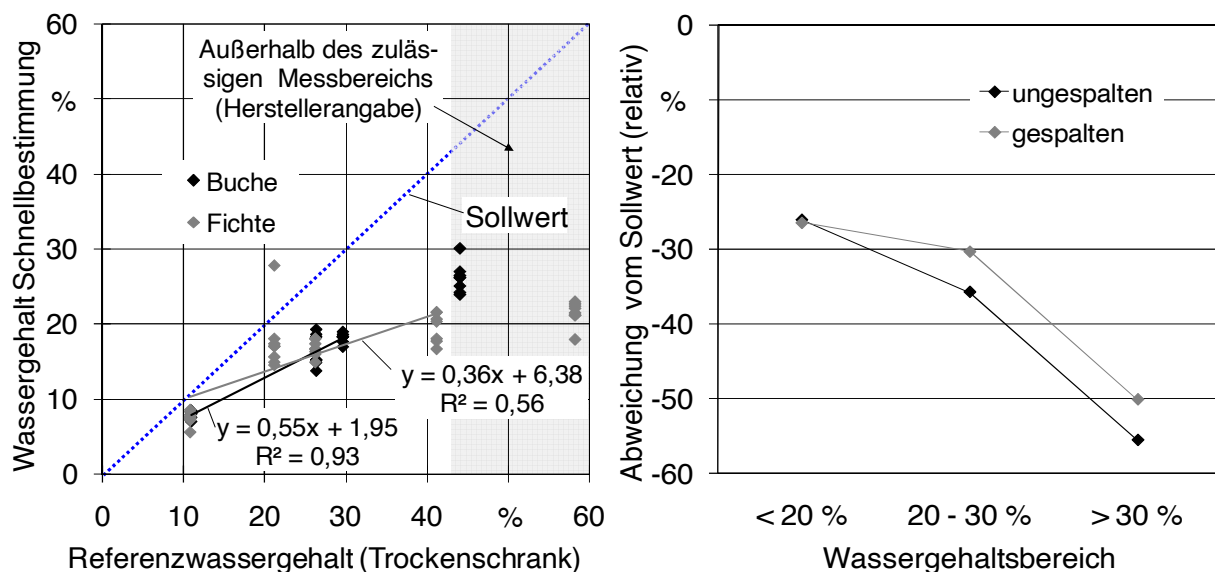 Wassergehalt Schnellbestimmung
60
%
40
30
20
10
0
Außerhalb des zuläs-
sigen Messbereichs
(Herstellerangabe)
Buche
Fichte
Sollwert
y = 0,36x + 6,38
R² = 0,56
y = 0,55x + 1,95
R² = 0,93
0
10
20
30
40
%
60
Referenzwassergehalt (Trockenschrank)
Abweichung vom Sollwert (relativ)
-0
%
-20
-30
-40
-50
-60
ungespalten
gespalten
< 20 %
20 - 30 %
> 30 %
Wassergehaltsbereich